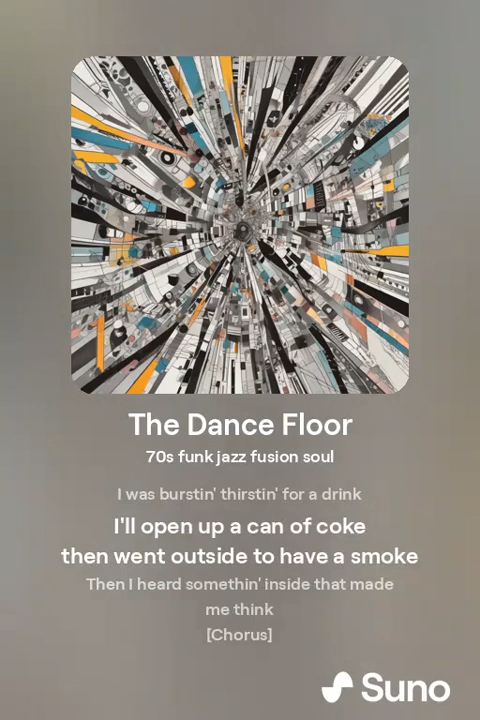 The Dance Floor
70s funk jazz fusion soul
I was burstin' thirstin' for a drink
I'll open up a can of coke
then went outside to have a smoke
Then I heard somethin' inside that made
me think
[Chorus]
Suno